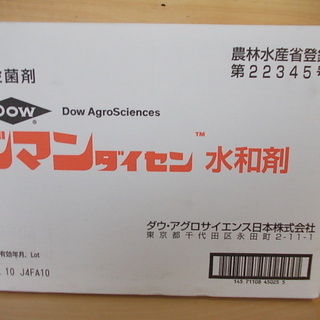 殺菌剤
農林水産省登録
第22345号
DOW
Dow AgroSciences
ジマンダイセン™ 水和剤
ダウ・アグロサイエンス日本株式会社
東京都千代田区永田町2-11-1
有効年月. Lot
.10 J4FA10